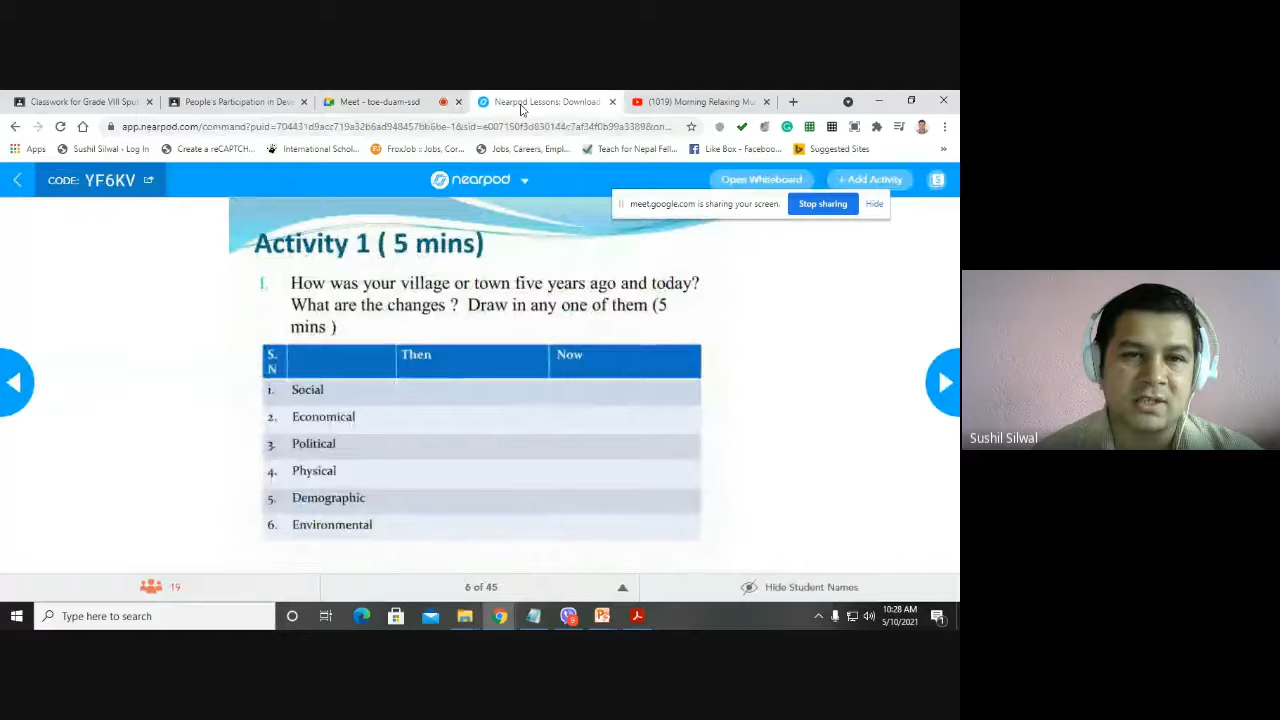 Classwork for Grade VIII Spu
People's Participation in Deve
Meet - toe-duam-ssd
Nearpod Lessons: Download
(1019) Morning Relaxing Mu
Apps
Sushil Silwal › Log In
Create a reCAPTCH...
International Schol...
FroxJob :: Jobs, Cor...
Jobs, Careers, Empl...
Teach for Nepal Fell...
Like Box - Faceboo...
Suggested Sites
CODE: YF6KV
nearpod
Open Whiteboard
+ Add Activity
S
meet.google.com is sharing your screen.
Stop sharing
Hide
Activity 1 ( 5 mins)
1. How was your village or town five years ago and today?
What are the changes ? Draw in any one of them (5
mins )
S.
N
Then
Now
1. Social
2. Economical
3. Political
4. Physical
5. Demographic
6. Environmental
Sushil Silwal
19
6 of 45
Hide Student Names
Type here to search
10:28 AM
5/10/2021